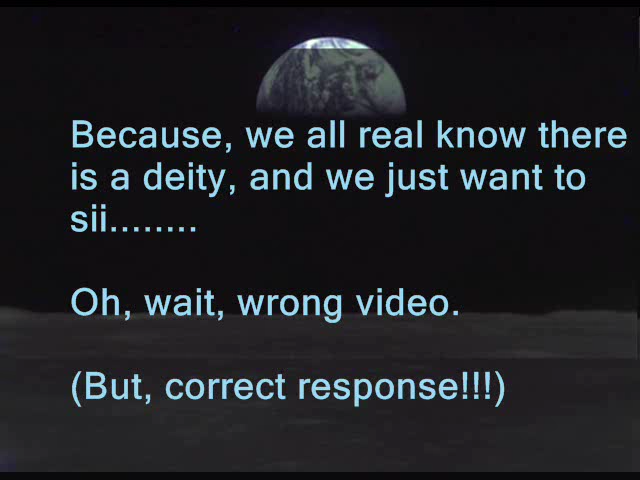 Because, we all real know there
is a deity, and we just want to
sii........
Oh, wait, wrong video.
(But, correct response!!!)